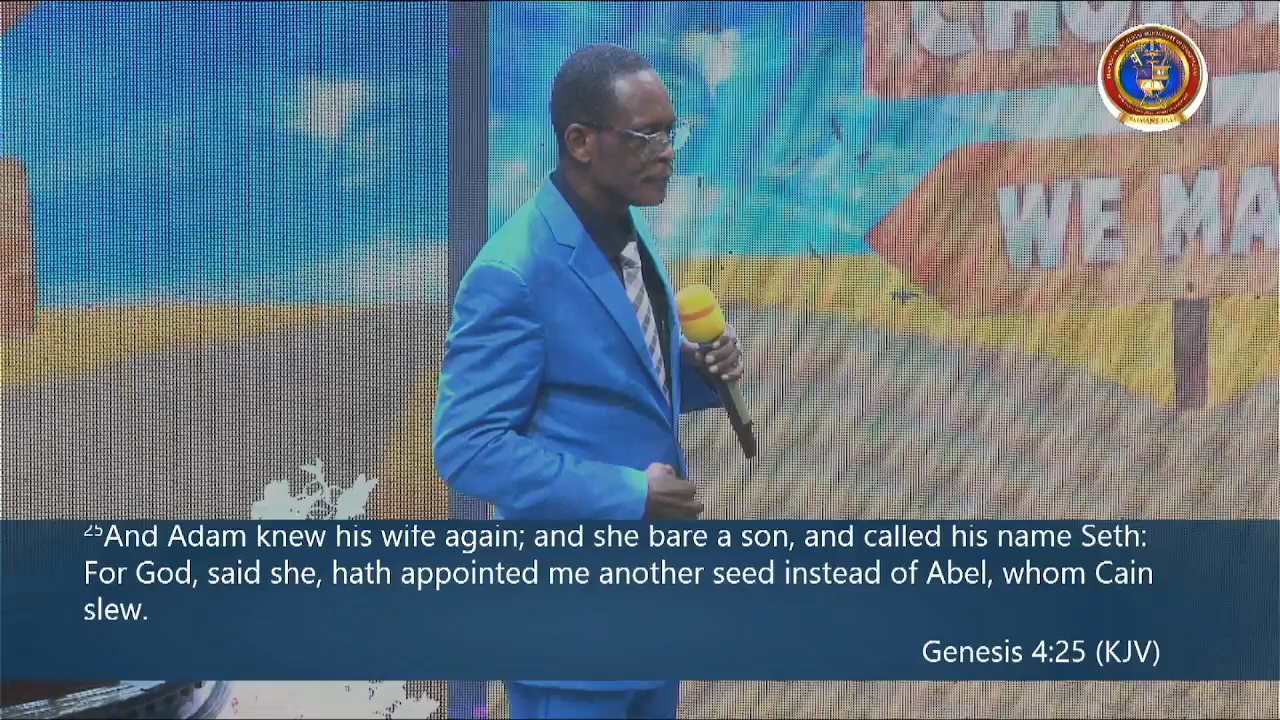 CHOIC
WE MA
²⁵And Adam knew his wife again; and she bare a son, and called his name Seth:
For God, said she, hath appointed me another seed instead of Abel, whom Cain
slew.
Genesis 4:25 (KJV)